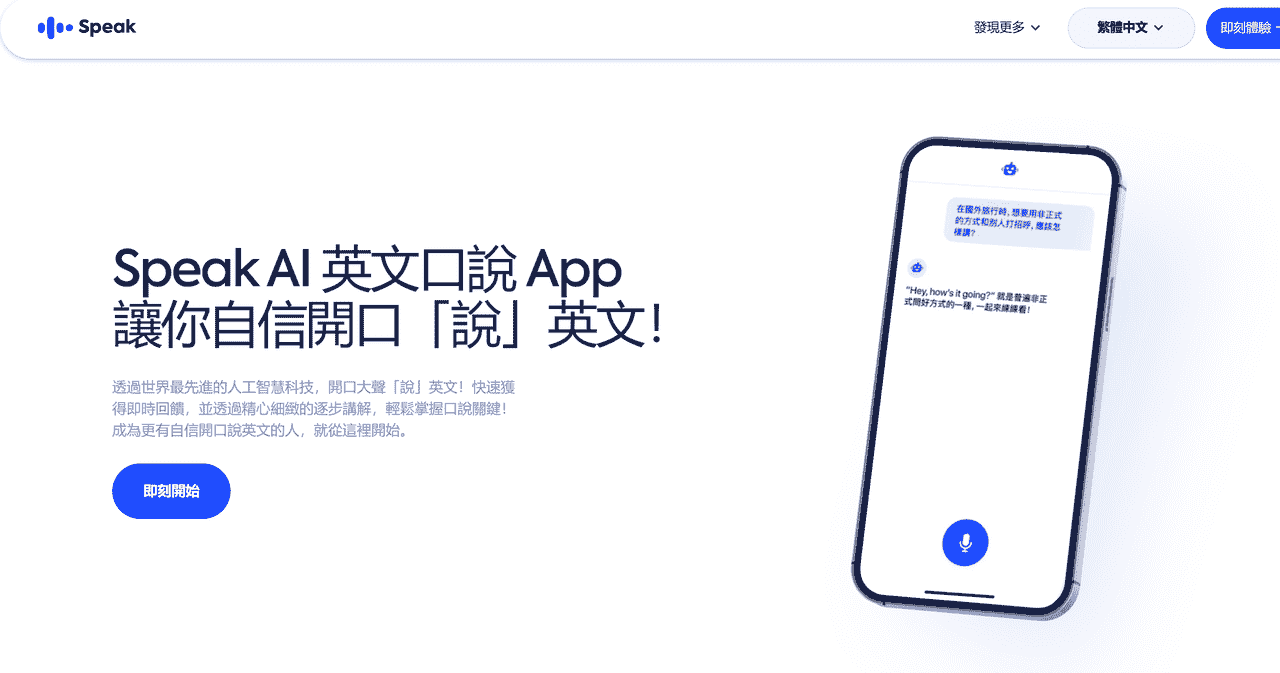 Speak
發現更多
繁體中文
即刻體驗
Speak AI 英文口說 App
讓你自信開口「說」英文！
透過世界最先進的人工智慧科技，開口大聲「說」英文！快速獲
得即時回饋，並透過精心細緻的逐步講解，輕鬆掌握口說關鍵！
成為更有自信開口說英文的人，就從這裡開始。
即刻開始
在國外旅行時，想要用非正式
的方式和別人打招呼，應該怎
樣講？
"Hey, how's it going?" 就是普遍非正
式問好方式的一種，一起來練練看！